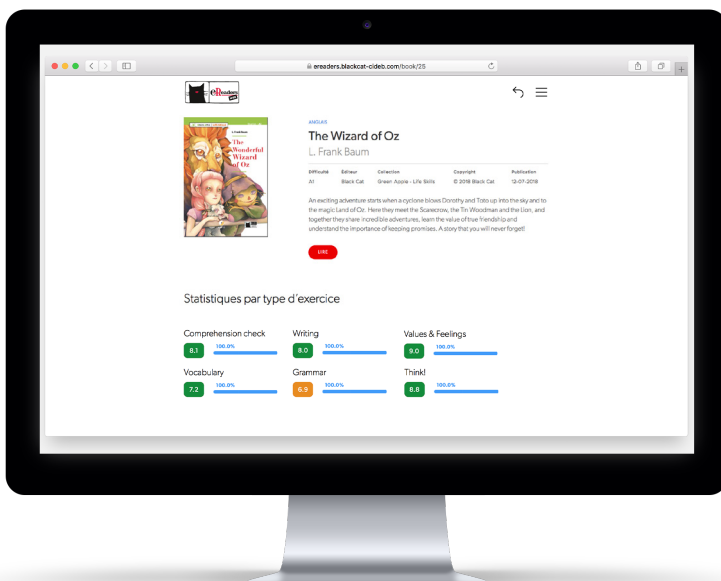 ereaders.blackcat-cideb.com/book/25
eReaders
ANGLAIS
The Wizard of Oz
L. Frank Baum
The
Wonderful
Wizard
of Oz
Difficulté Editeur Collection Copyright Publication
A1 Black Cat Green Apple - Life Skills © 2018 Black Cat 12-07-2018
An exciting adventure starts when a cyclone blows Dorothy and Toto up into the sky and to
the magic Land of Oz. Here they meet the Scarecrow, the Tin Woodman and the Lion, and
together they share incredible adventures, learn the value of true friendship and
understand the importance of keeping promises. A story that you will never forget!
LIRE
Statistiques par type d'exercice
Comprehension check Writing Values & Feelings
8.1 100.0% 8.0 100.0% 9.0 100.0%
Vocabulary Grammar Think!
7.2 100.0% 6.9 100.0% 8.8 100.0%